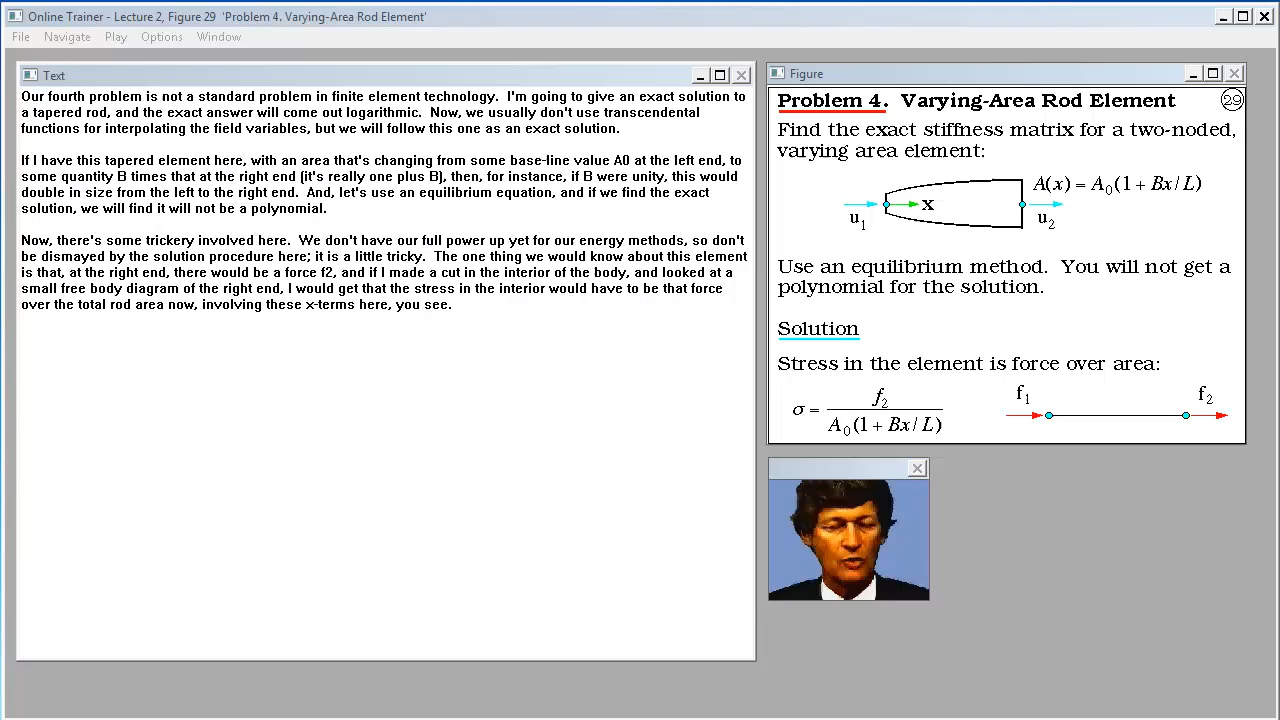 Online Trainer - Lecture 2, Figure 29 'Problem 4. Varying-Area Rod Element'
File Navigate Play Options Window
Text
Our fourth problem is not a standard problem in finite element technology. I'm going to give an exact solution to
a tapered rod, and the exact answer will come out logarithmic. Now, we usually don't use transcendental
functions for interpolating the field variables, but we will follow this one as an exact solution.
If I have this tapered element here, with an area that's changing from some base-line value A0 at the left end, to
some quantity B times that at the right end [it's really one plus B], then, for instance, if B were unity, this would
double in size from the left to the right end. And, let's use an equilibrium equation, and if we find the exact
solution, we will find it will not be a polynomial.
Now, there's some trickery involved here. We don't have our full power up yet for our energy methods, so don't
be dismayed by the solution procedure here; it is a little tricky. The one thing we would know about this element
is that, at the right end, there would be a force f2, and if I made a cut in the interior of the body, and looked at a
small free body diagram of the right end, I would get that the stress in the interior would have to be that force
over the total rod area now, involving these x-terms here, you see.
Figure
Problem 4. Varying-Area Rod Element 29
Find the exact stiffness matrix for a two-noded,
varying area element:
A(x) = A₀(1 + Bx/L)
x
u₁ u₂
Use an equilibrium method. You will not get a
polynomial for the solution.
Solution
Stress in the element is force over area:
σ = f₂ / A₀(1 + Bx/L)
f₁ f₂